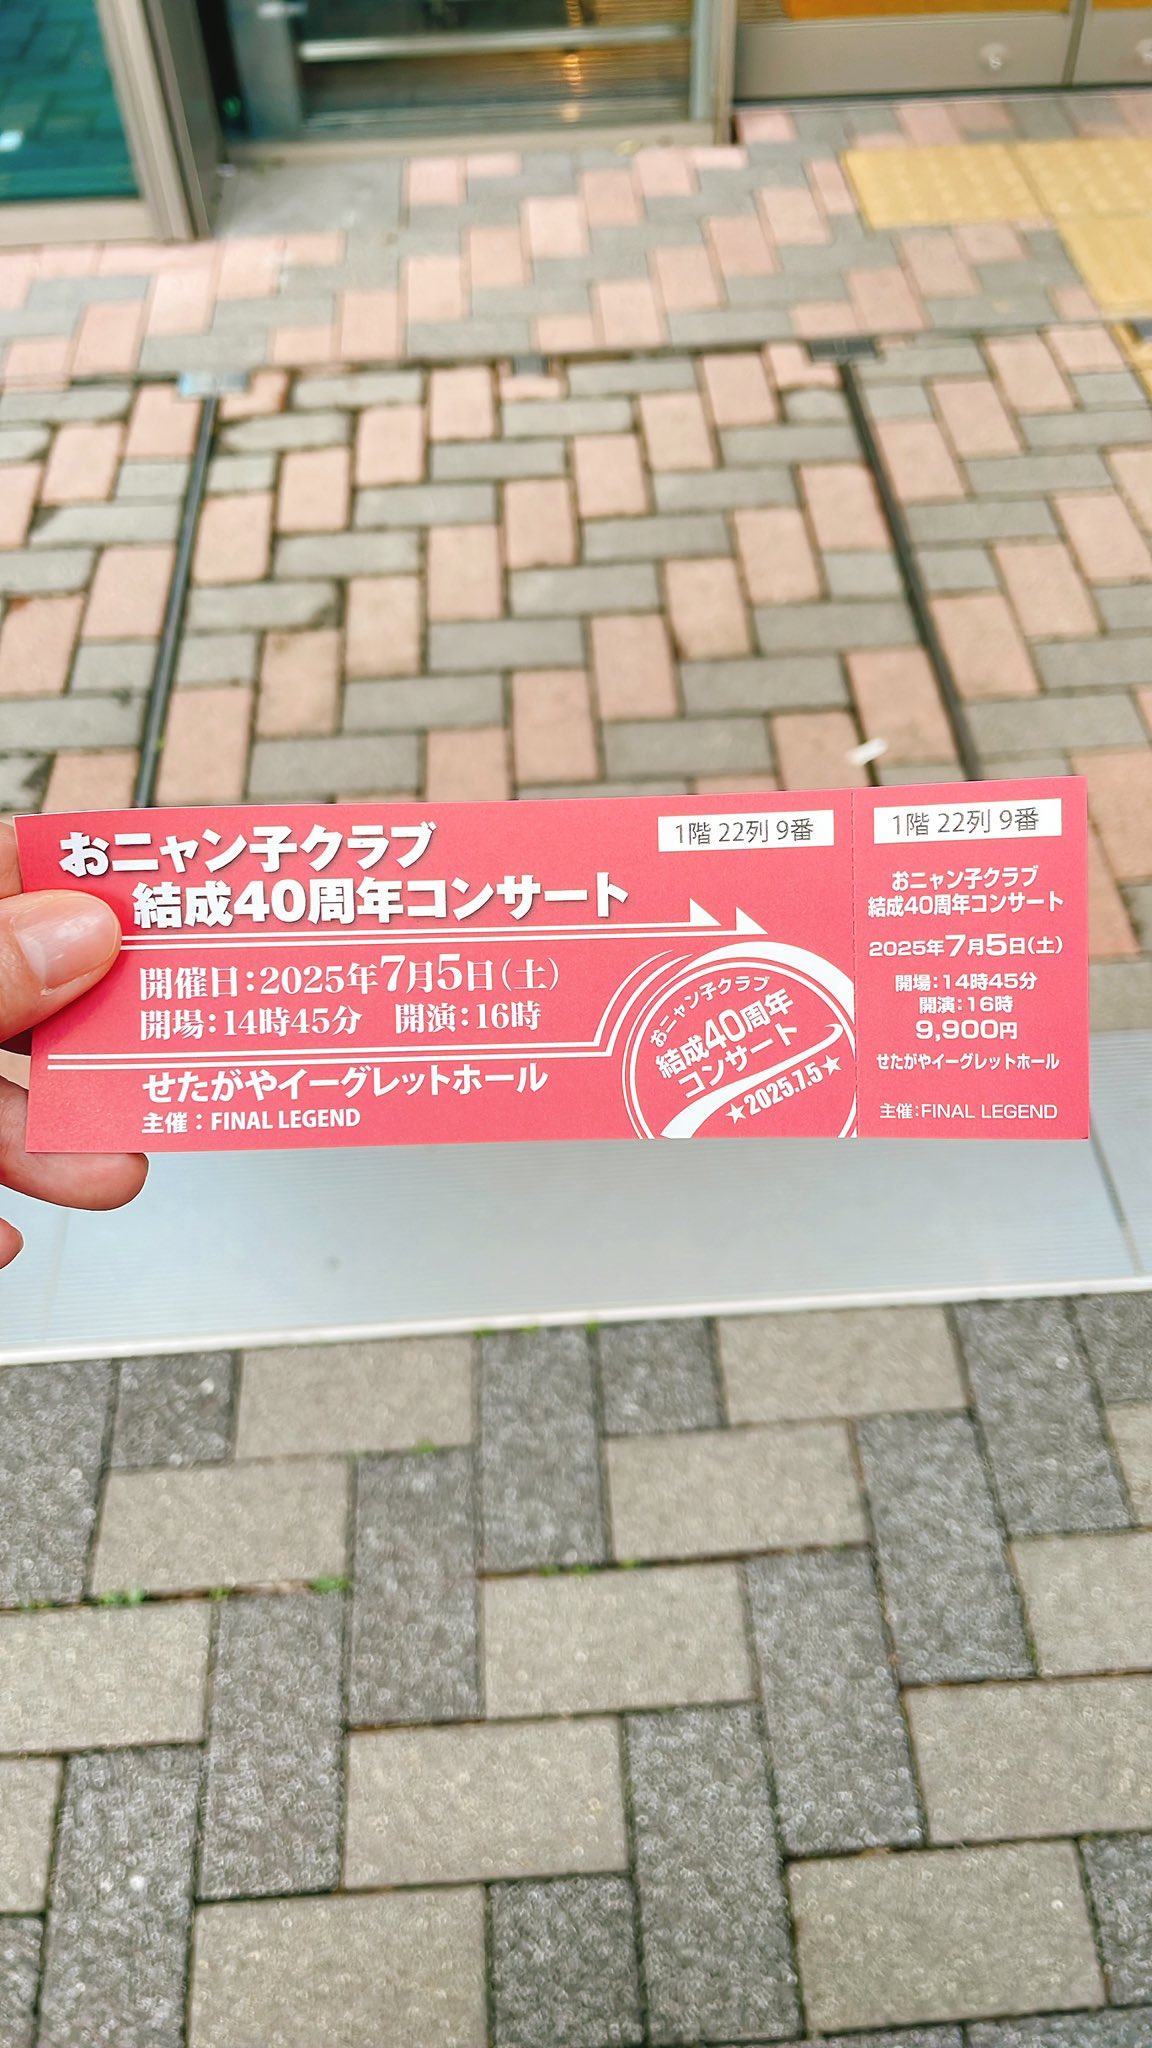 おニャン子クラブ
結成40周年コンサート
1階 22列 9番
開催日：2025年7月5日（土）
開場：14時45分　開演：16時
せたがやイーグレットホール
主催：FINAL LEGEND
おニャン子クラブ
結成40周年
コンサート
★2025.7.5★
1階 22列 9番
おニャン子クラブ
結成40周年コンサート
2025年7月5日（土）
開場：14時45分
開演：16時
9,900円
せたがやイーグレットホール
主催：FINAL LEGEND